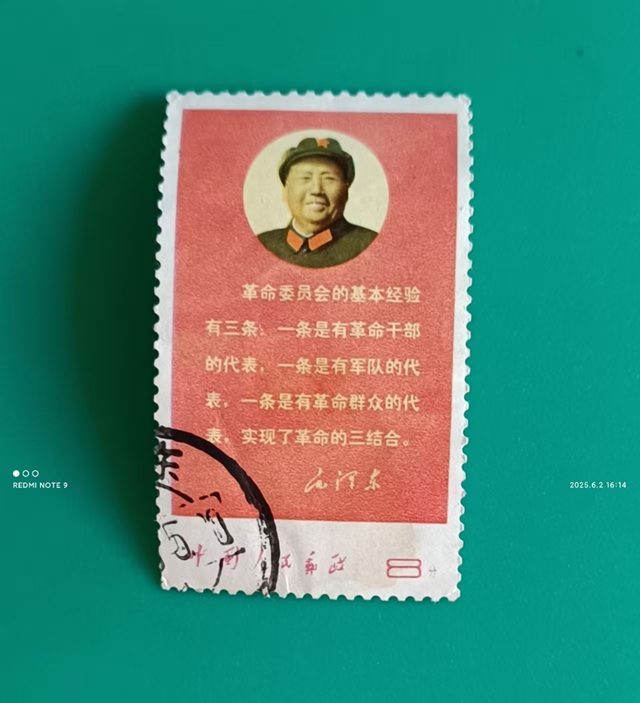 革命委员会的基本经验
有三条：一条是有革命干部
的代表，一条是有军队的代
表，一条是有革命群众的代
表，实现了革命的三结合。
毛泽东
中国人民邮政 8分
REDMI NOTE 9
2025.6.2 16:14